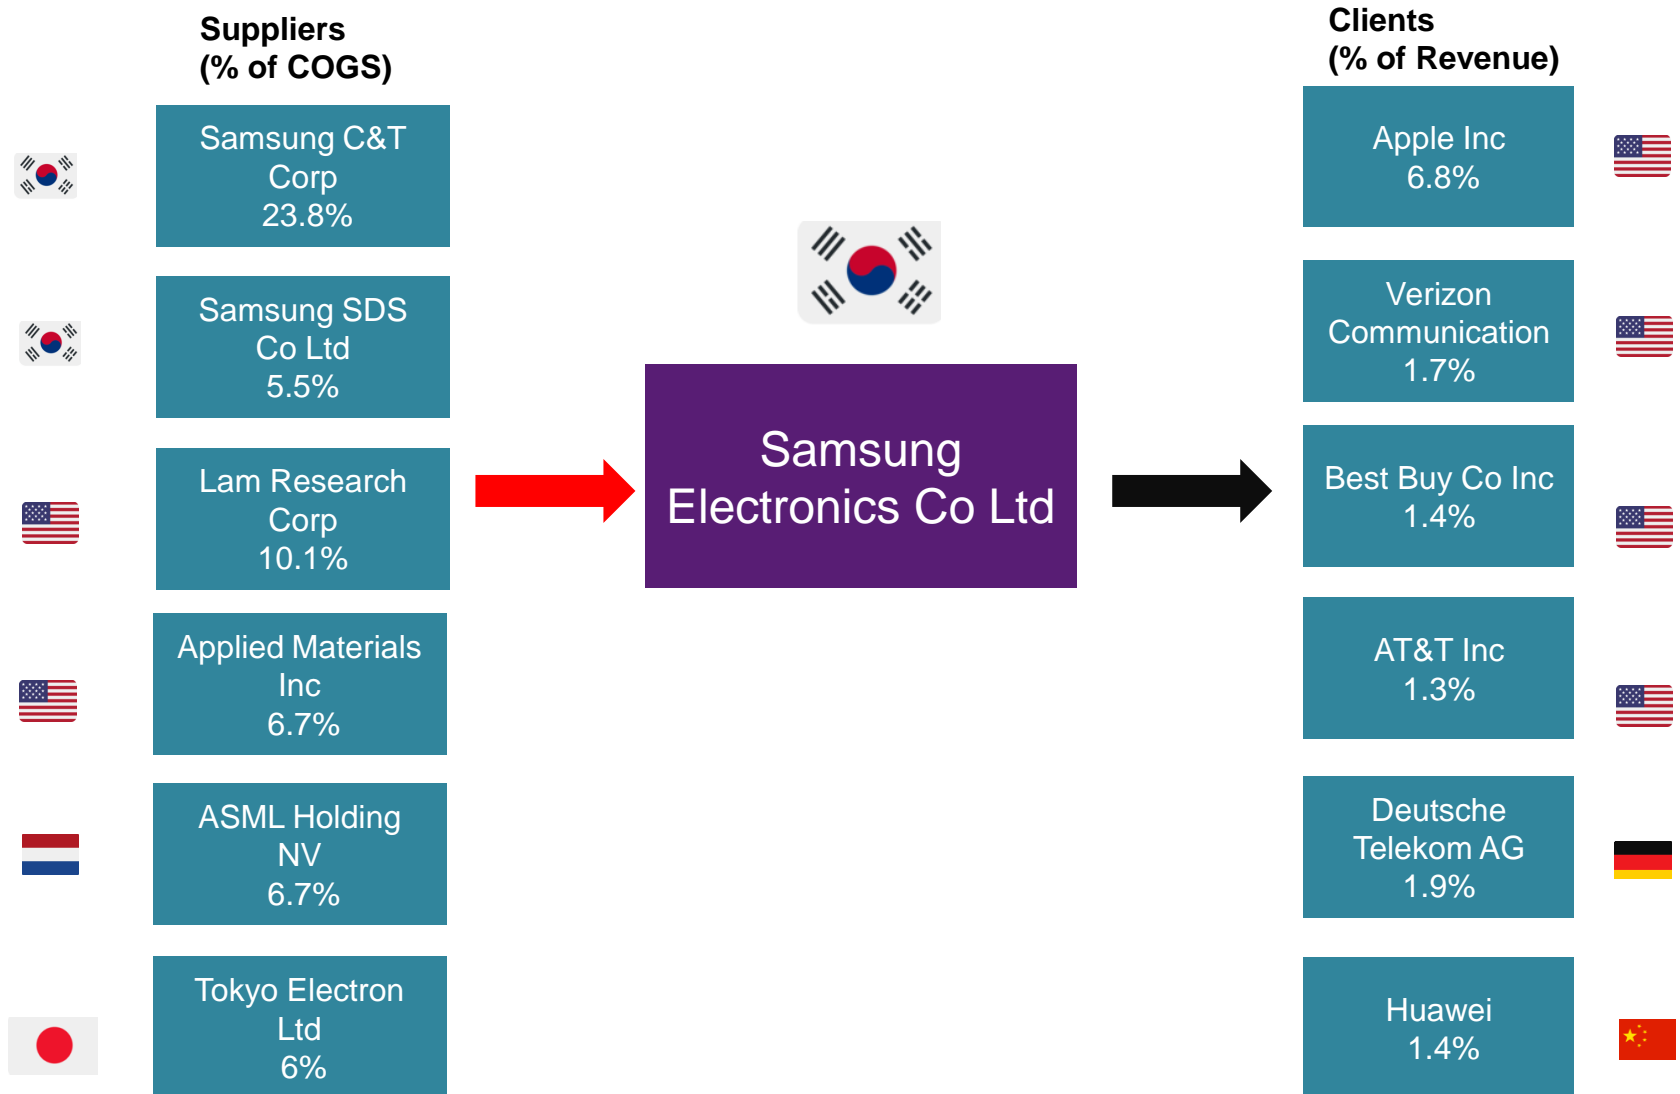 Suppliers
(% of COGS)
Samsung C&T
Corp
23.8%
Samsung SDS
Co Ltd
5.5%
Lam Research
Corp
10.1%
Applied Materials
Inc
6.7%
ASML Holding
NV
6.7%
Tokyo Electron
Ltd
6%
Samsung
Electronics Co Ltd
Clients
(% of Revenue)
Apple Inc
6.8%
Verizon
Communication
1.7%
Best Buy Co Inc
1.4%
AT&T Inc
1.3%
Deutsche
Telekom AG
1.9%
Huawei
1.4%